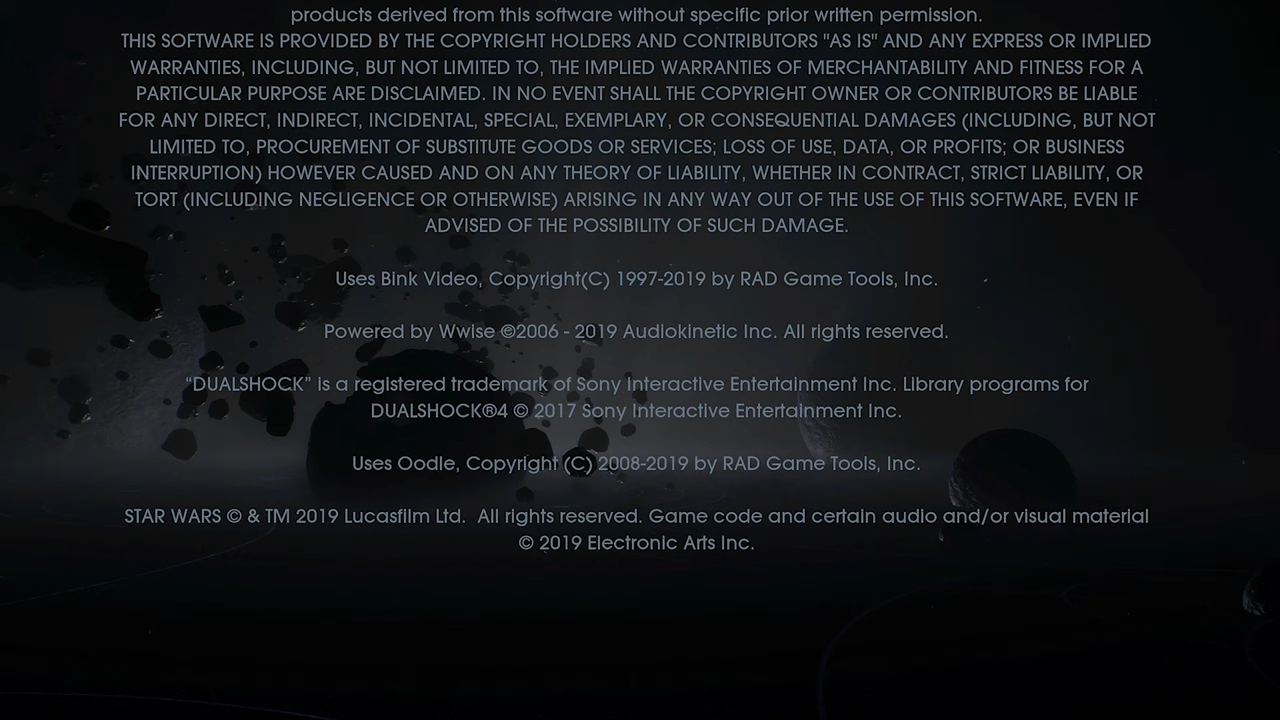 products derived from this software without specific prior written permission.
THIS SOFTWARE IS PROVIDED BY THE COPYRIGHT HOLDERS AND CONTRIBUTORS "AS IS" AND ANY EXPRESS OR IMPLIED
WARRANTIES, INCLUDING, BUT NOT LIMITED TO, THE IMPLIED WARRANTIES OF MERCHANTABILITY AND FITNESS FOR A
PARTICULAR PURPOSE ARE DISCLAIMED. IN NO EVENT SHALL THE COPYRIGHT OWNER OR CONTRIBUTORS BE LIABLE
FOR ANY DIRECT, INDIRECT, INCIDENTAL, SPECIAL, EXEMPLARY, OR CONSEQUENTIAL DAMAGES (INCLUDING, BUT NOT
LIMITED TO, PROCUREMENT OF SUBSTITUTE GOODS OR SERVICES; LOSS OF USE, DATA, OR PROFITS; OR BUSINESS
INTERRUPTION) HOWEVER CAUSED AND ON ANY THEORY OF LIABILITY, WHETHER IN CONTRACT, STRICT LIABILITY, OR
TORT (INCLUDING NEGLIGENCE OR OTHERWISE) ARISING IN ANY WAY OUT OF THE USE OF THIS SOFTWARE, EVEN IF
ADVISED OF THE POSSIBILITY OF SUCH DAMAGE.
Uses Bink Video, Copyright(C) 1997-2019 by RAD Game Tools, Inc.
Powered by Wwise ©2006 - 2019 Audiokinetic Inc. All rights reserved.
“DUALSHOCK” is a registered trademark of Sony Interactive Entertainment Inc. Library programs for
DUALSHOCK®4 © 2017 Sony Interactive Entertainment Inc.
Uses Oodle, Copyright (C) 2008-2019 by RAD Game Tools, Inc.
STAR WARS © & TM 2019 Lucasfilm Ltd.  All rights reserved. Game code and certain audio and/or visual material
© 2019 Electronic Arts Inc.